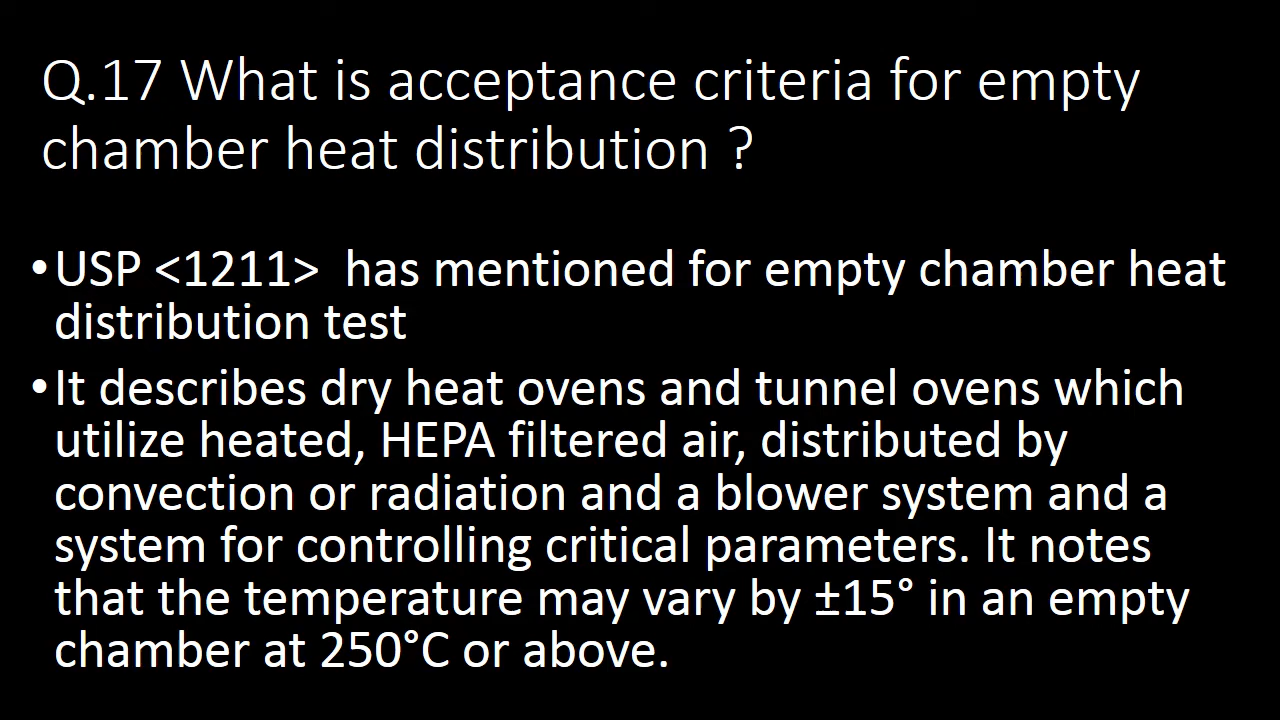 Q.17 What is acceptance criteria for empty
chamber heat distribution ?
•USP <1211>  has mentioned for empty chamber heat
distribution test
•It describes dry heat ovens and tunnel ovens which
utilize heated, HEPA filtered air, distributed by
convection or radiation and a blower system and a
system for controlling critical parameters. It notes
that the temperature may vary by ±15° in an empty
chamber at 250°C or above.